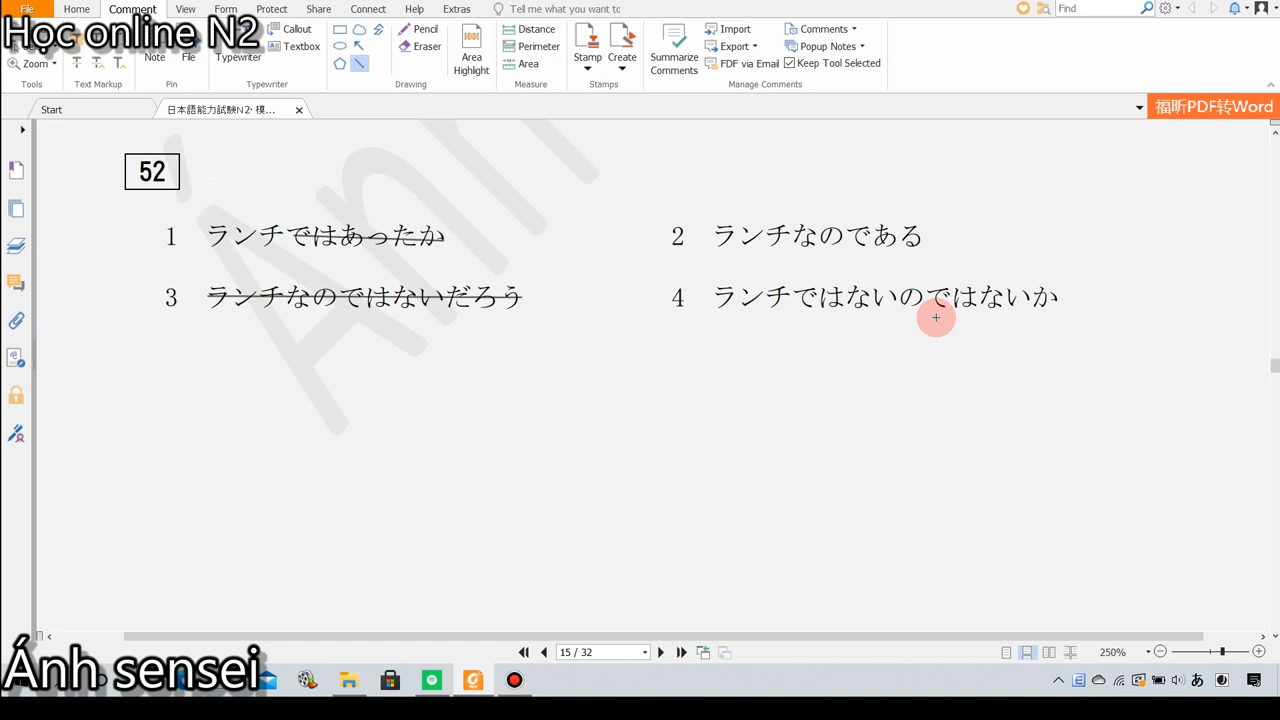 File Home Comment View Form Protect Share Connect Help Extras Tell me what you want tc Find
Học online N2
Zoom Note File Typewriter Callout Textbox Pencil Eraser Area Highlight Distance Perimeter Area Stamp Create Summarize Comments Import Export FDF via Email Comments Popup Notes Keep Tool Selected
Tools Text Markup Typewriter Drawing Measure Stamps Manage Comments
Start 日本語能力試験N2· 模... 福昕PDF转Word
Ánh
52
1 ランチではあったか 2 ランチなのである
3 ランチなのではないだろう 4 ランチではないのではないか
15 / 32 250%
Ánh sensei
あ